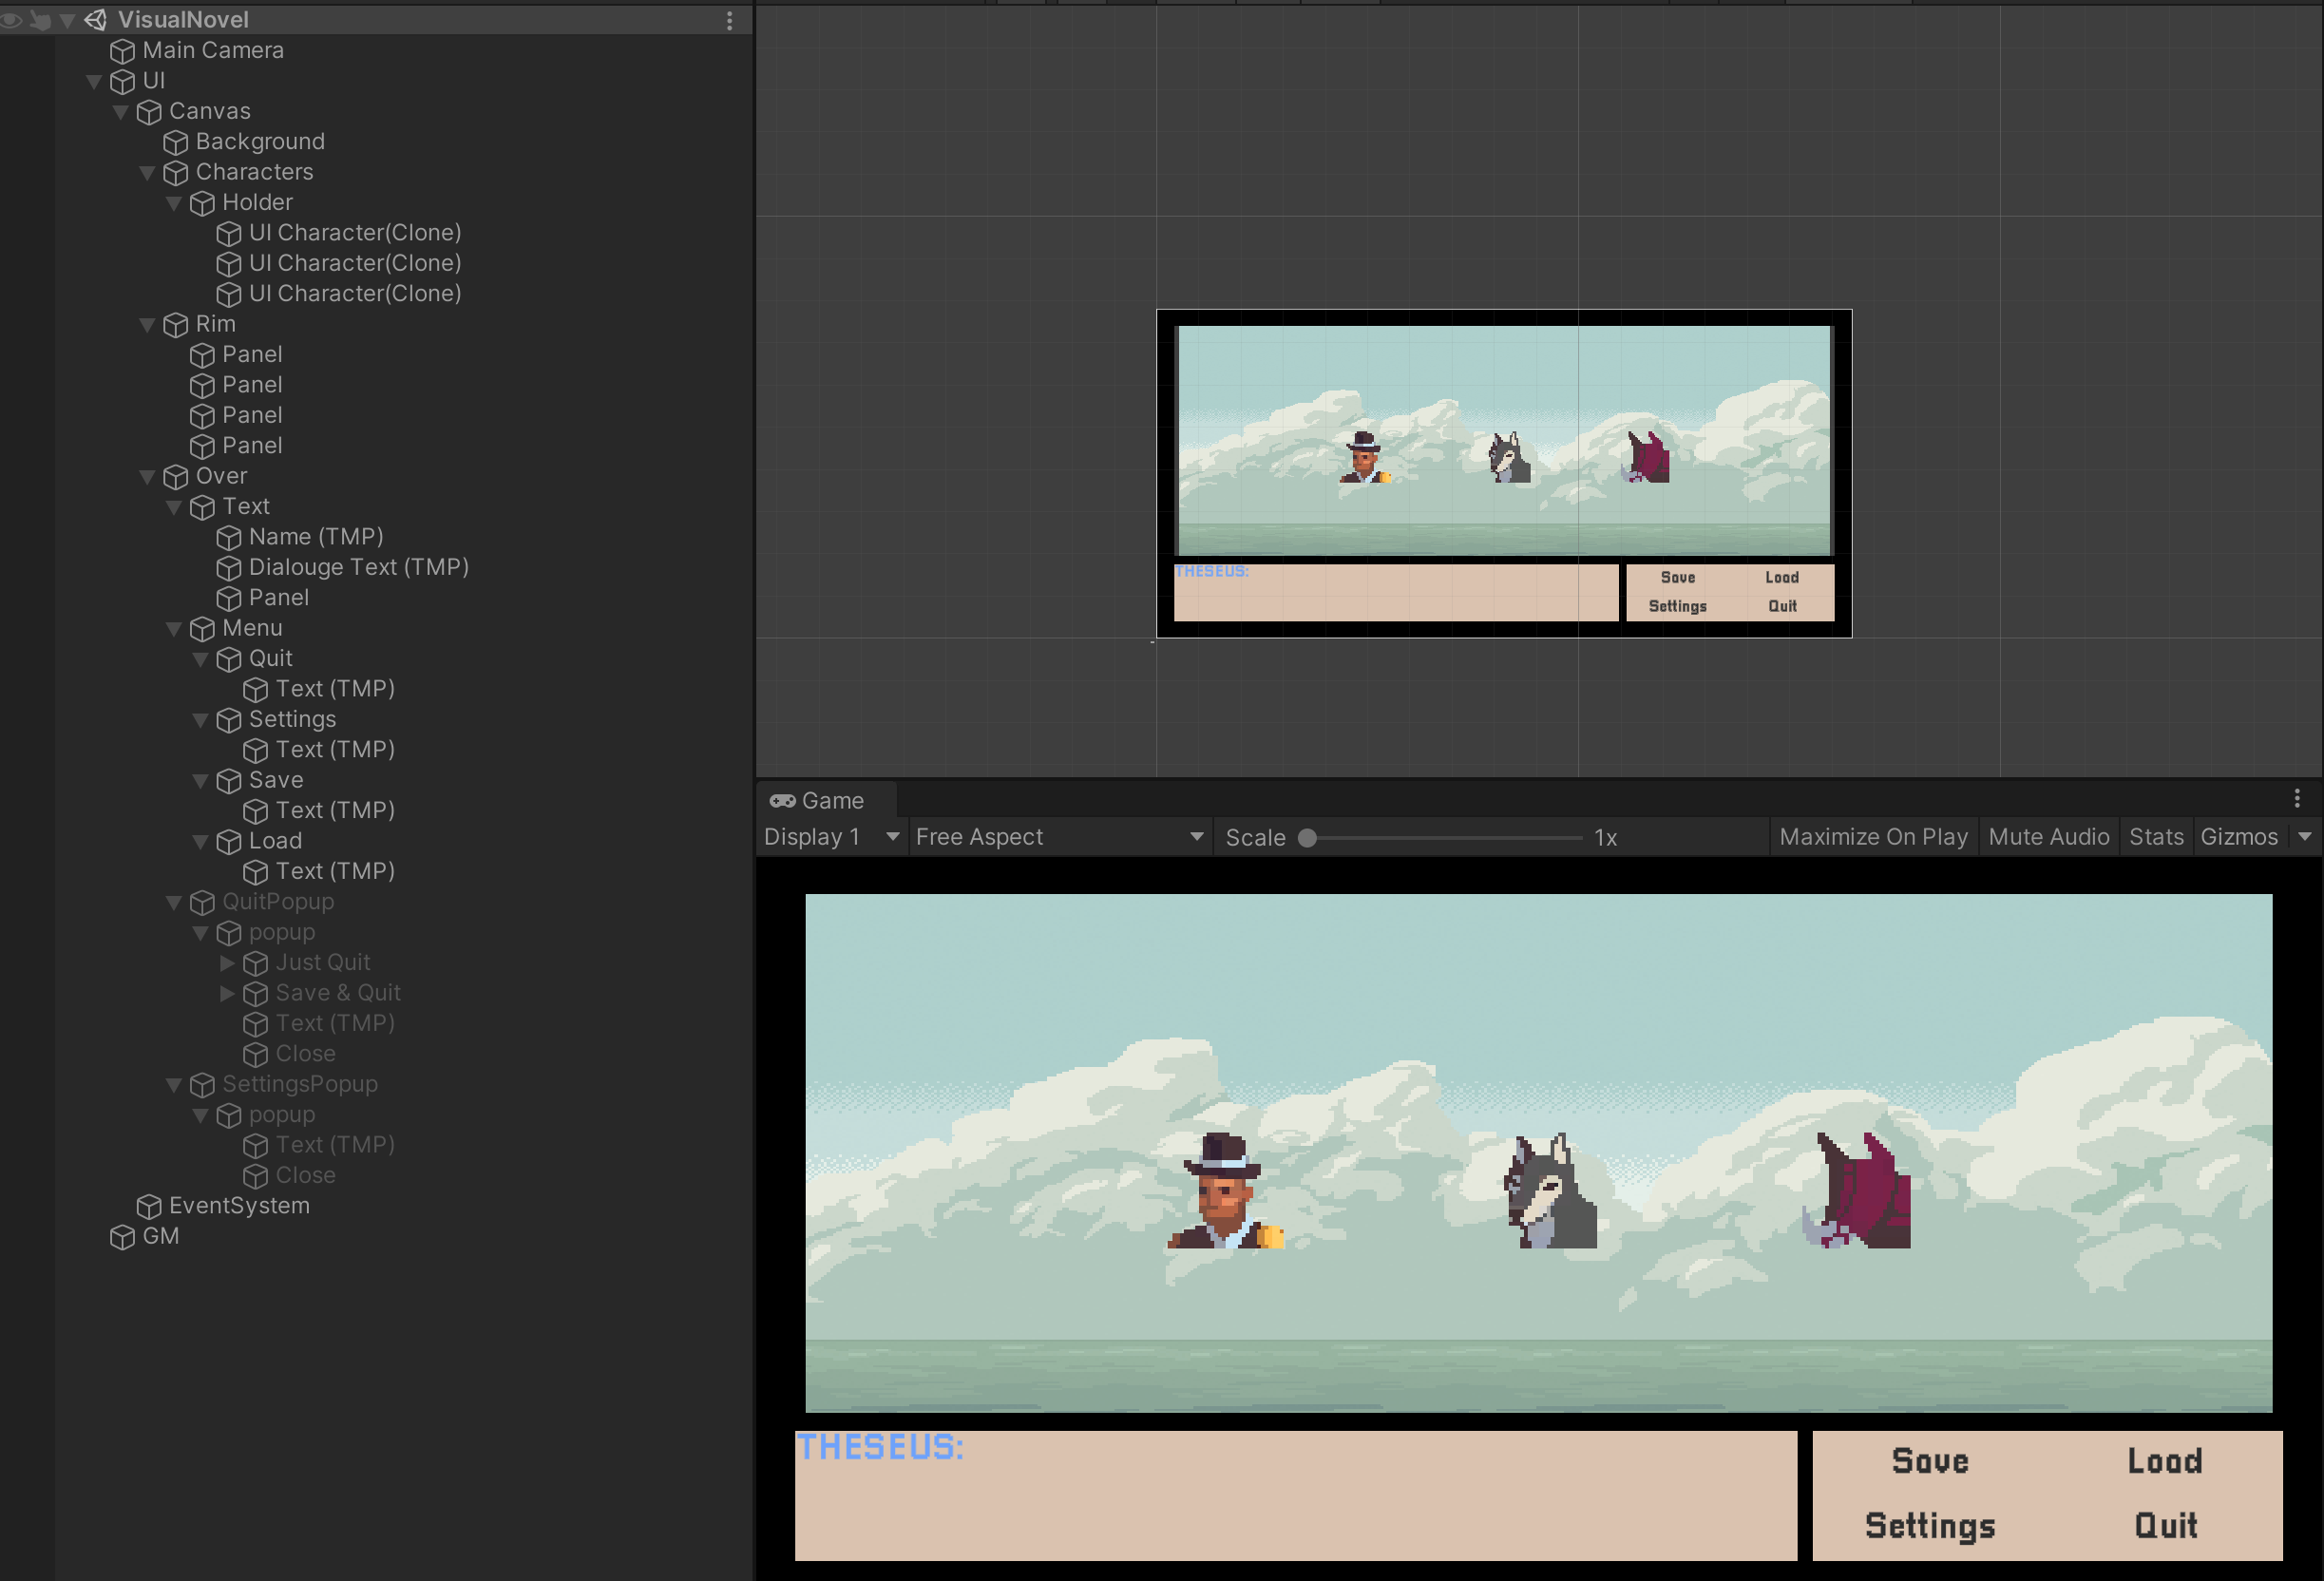 VisualNovel
Main Camera
UI
Canvas
Background
Characters
Holder
UI Character(Clone)
UI Character(Clone)
UI Character(Clone)
Rim
Panel
Panel
Panel
Panel
Over
Text
Name (TMP)
Dialouge Text (TMP)
Panel
Menu
Quit
Text (TMP)
Settings
Text (TMP)
Save
Text (TMP)
Load
Text (TMP)
QuitPopup
popup
Just Quit
Save & Quit
Text (TMP)
Close
SettingsPopup
popup
Text (TMP)
Close
EventSystem
GM
THESEUS:
Save Load
Settings Quit
Game
Display 1 Free Aspect Scale 1x Maximize On Play Mute Audio Stats Gizmos
THESEUS:
Save Load
Settings Quit